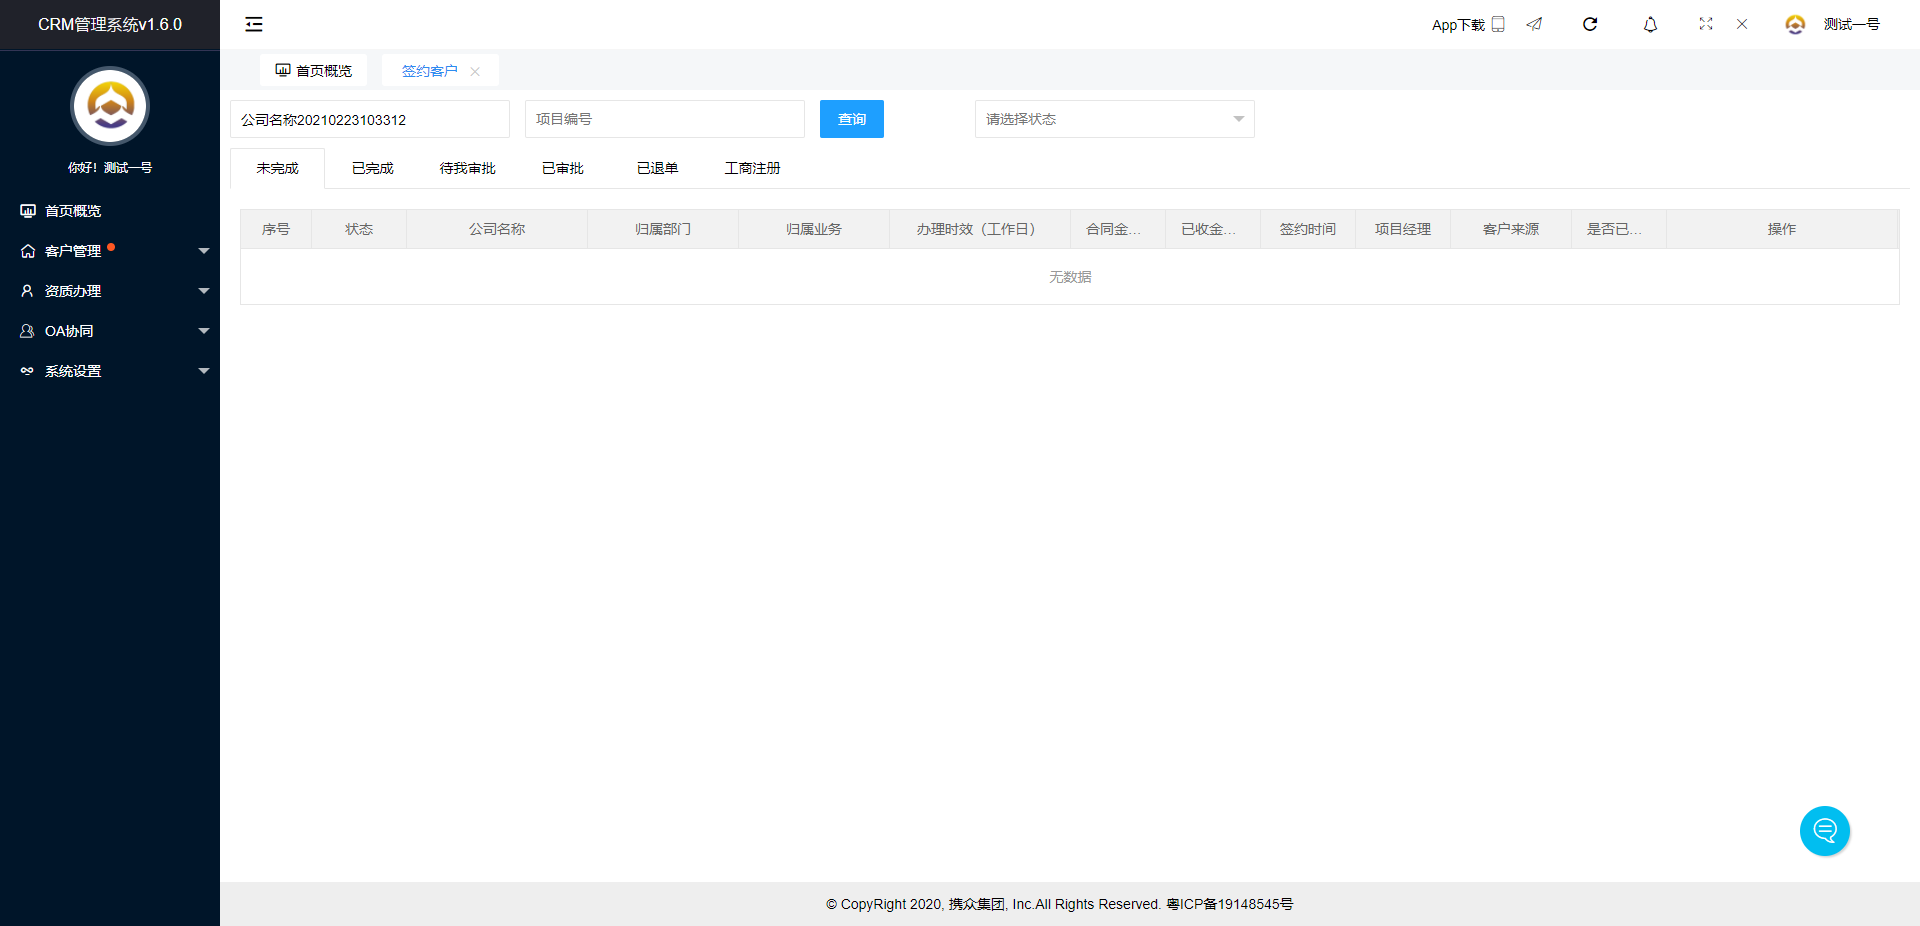 CRM管理系统v1.6.0
App下载
测试一号
首页概览
签约客户
你好！测试一号
首页概览
客户管理
资质办理
OA协同
系统设置
公司名称20210223103312
项目编号
查询
请选择状态
未完成 已完成 待我审批 已审批 已退单 工商注册
序号 状态 公司名称 归属部门 归属业务 办理时效（工作日） 合同金... 已收金... 签约时间 项目经理 客户来源 是否已... 操作
无数据
© CopyRight 2020, 携众集团, Inc.All Rights Reserved. 粤ICP备19148545号